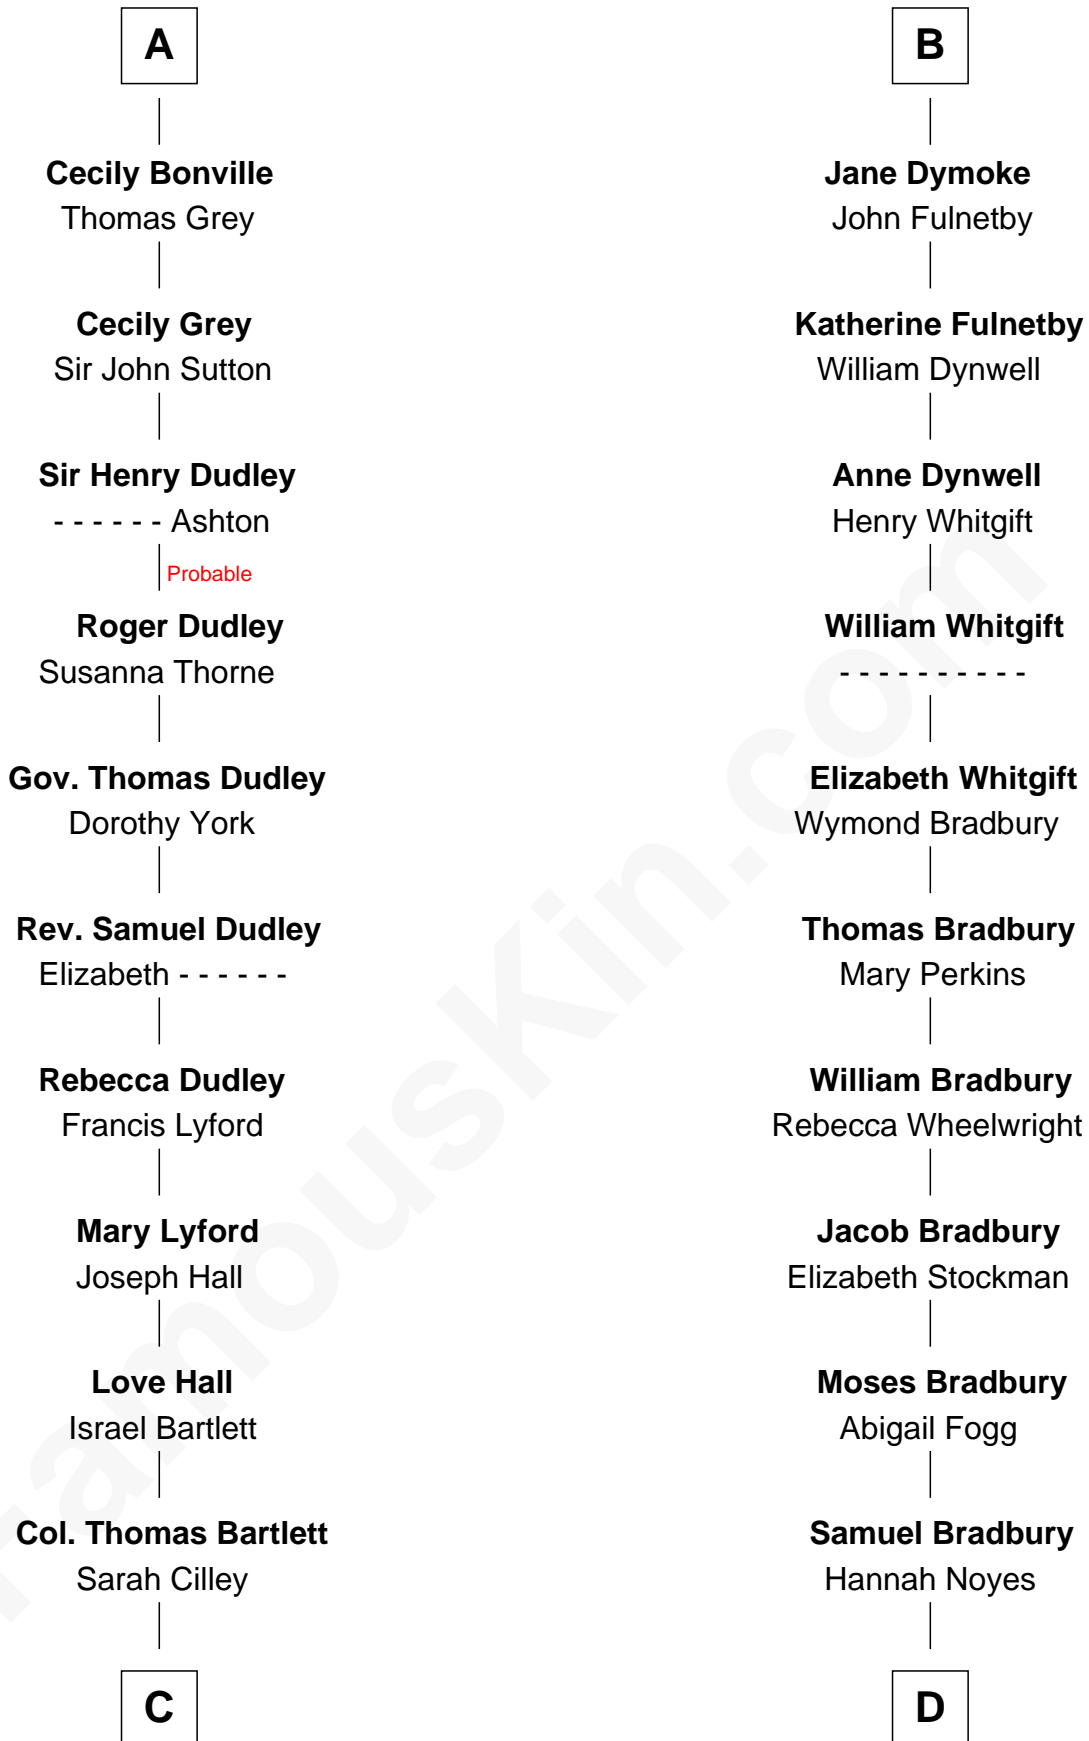 A
Cecily Bonville
Thomas Grey
Cecily Grey
Sir John Sutton
Sir Henry Dudley
- - - - - - Ashton
Probable
Roger Dudley
Susanna Thorne
Gov. Thomas Dudley
Dorothy York
Rev. Samuel Dudley
Elizabeth - - - - - -
Rebecca Dudley
Francis Lyford
Mary Lyford
Joseph Hall
Love Hall
Israel Bartlett
Col. Thomas Bartlett
Sarah Cilley
C
B
Jane Dymoke
John Fulnetby
Katherine Fulnetby
William Dynwell
Anne Dynwell
Henry Whitgift
William Whitgift
- - - - - - - - - -
Elizabeth Whitgift
Wymond Bradbury
Thomas Bradbury
Mary Perkins
William Bradbury
Rebecca Wheelwright
Jacob Bradbury
Elizabeth Stockman
Moses Bradbury
Abigail Fogg
Samuel Bradbury
Hannah Noyes
D
FamousKin.com